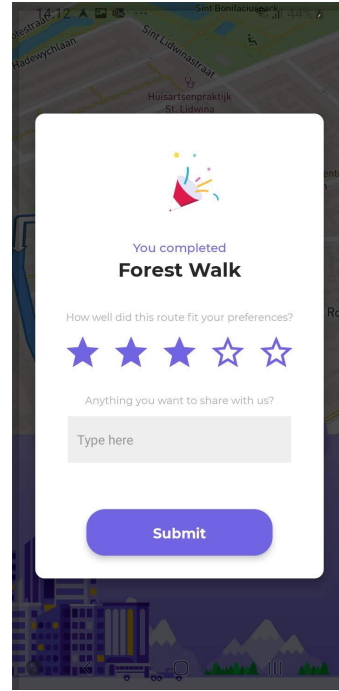 14.12
Sint Bonifaciuspark
44%
Hadewychlaan
Sint Lidwinastraat
Huisartsenpraktijk
St. Lidwina
You completed
Forest Walk
How well did this route fit your preferences?
Anything you want to share with us?
Type here
Submit